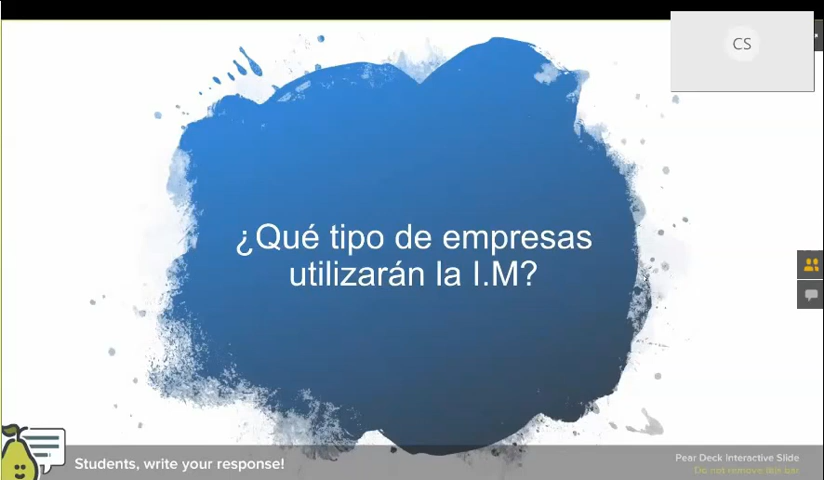 CS
¿Qué tipo de empresas
utilizarán la I.M?
Students, write your response!
Pear Deck Interactive Slide
Do not remove this bar